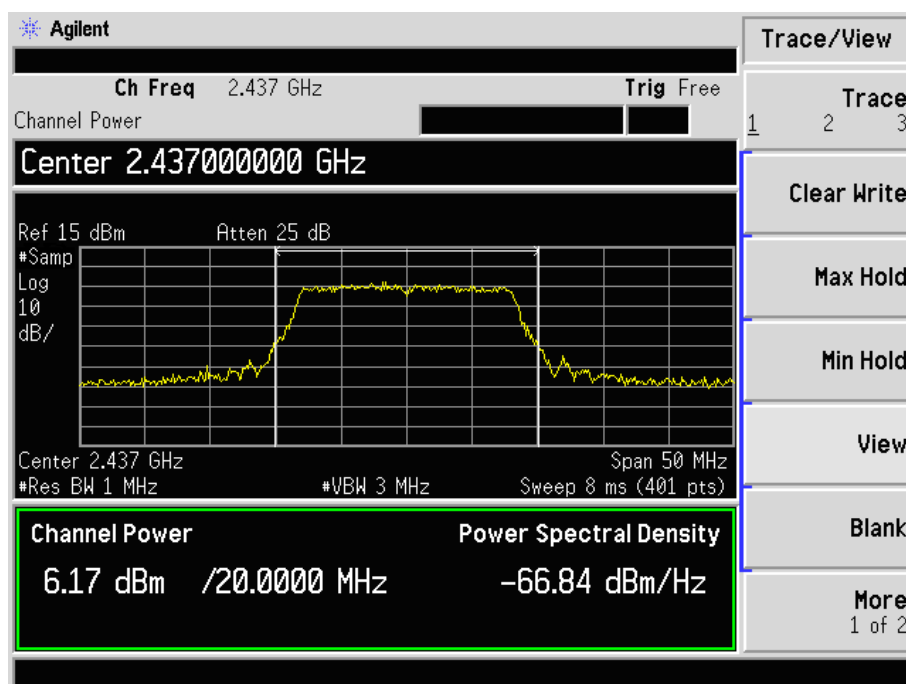 Agilent
Trace/View
Ch Freq 2.437 GHz Trig Free
Channel Power
Trace
1 2 3
Center 2.437000000 GHz
Clear Write
Ref 15 dBm Atten 25 dB
#Samp
Log
10
dB/
Max Hold
Min Hold
View
Center 2.437 GHz Span 50 MHz
#Res BW 1 MHz #VBW 3 MHz Sweep 8 ms (401 pts)
Channel Power Power Spectral Density
Blank
6.17 dBm /20.0000 MHz -66.84 dBm/Hz
More
1 of 2